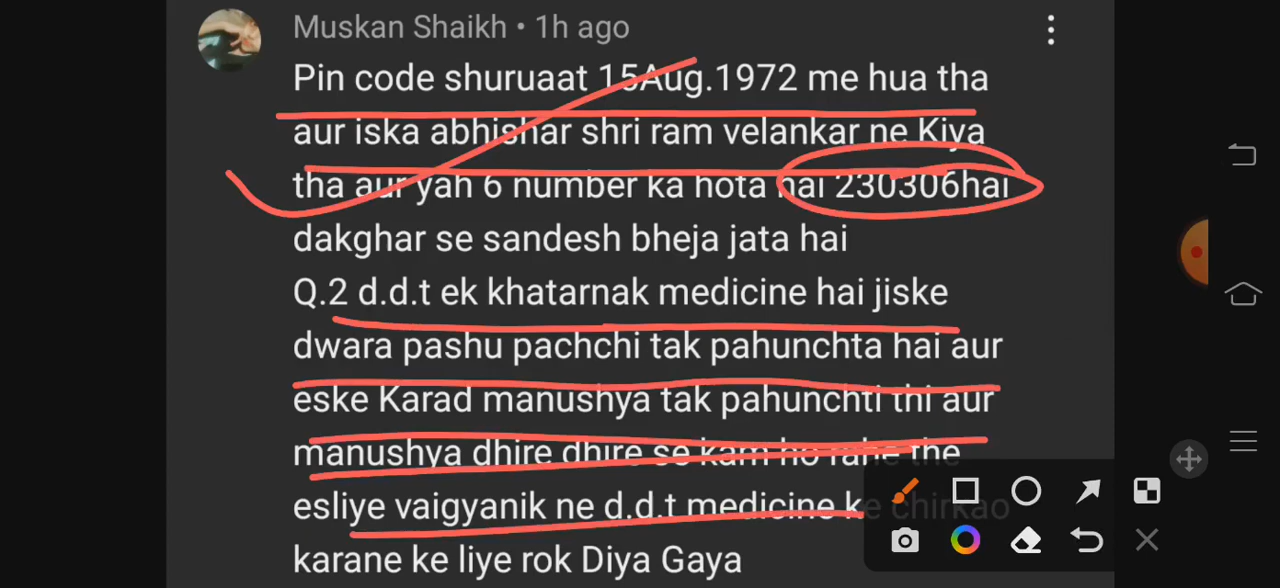 Muskan Shaikh • 1h ago
Pin code shuruaat 15Aug.1972 me hua tha
aur iska abhishar shri ram velankar ne Kiya
tha aur yah 6 number ka hota hai 230306hai
dakghar se sandesh bheja jata hai
Q.2 d.d.t ek khatarnak medicine hai jiske
dwara pashu pachchi tak pahunchta hai aur
eske Karad manushya tak pahunchti thi aur
manushya dhire dhire se kam ho rahe the
esliye vaigyanik ne d.d.t medicine ke chirkao
karane ke liye rok Diya Gaya